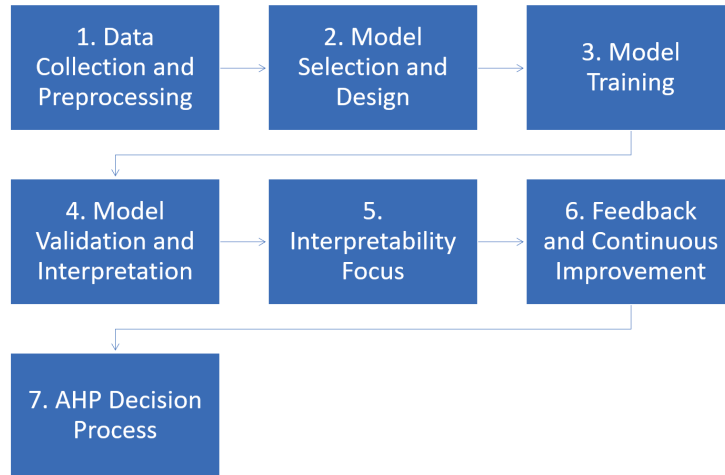 1. Data
Collection and
Preprocessing
2. Model
Selection and
Design
3. Model
Training
4. Model
Validation and
Interpretation
5.
Interpretability
Focus
6. Feedback
and Continuous
Improvement
7. AHP Decision
Process